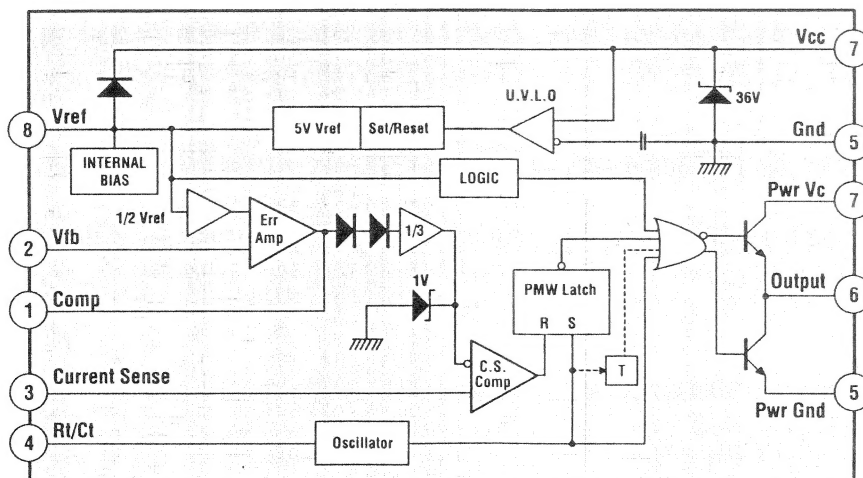 Vcc
7
U.V.L.O
36V
8
Vref
5V Vref
Set/Reset
Gnd
5
INTERNAL
BIAS
LOGIC
Pwr Vc
7
1/2 Vref
Err
Amp
1/3
2
Vfb
1V
PMW Latch
Output
6
1
Comp
R
S
C.S.
Comp
T
3
Current Sense
5
Pwr Gnd
4
Rt/Ct
Oscillator